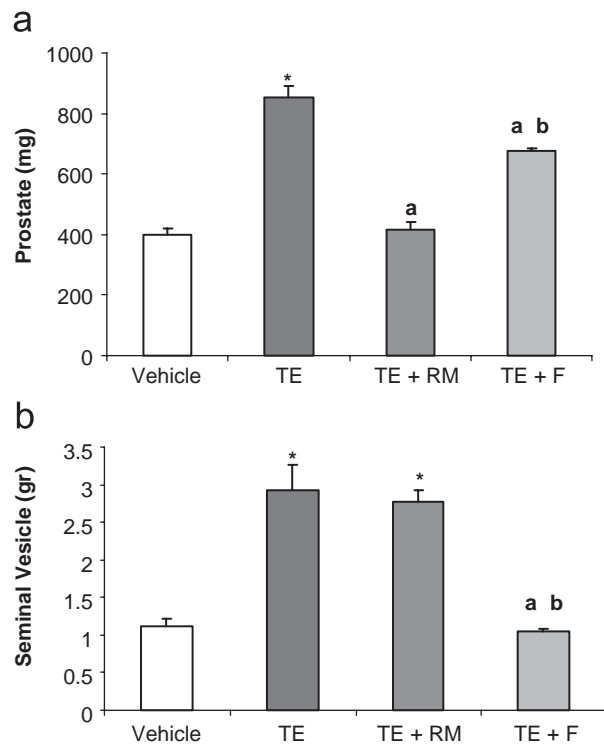 a
Prostate (mg)
1000
800
600
400
200
0
*
a
a b
Vehicle TE TE + RM TE + F
b
Seminal Vesicle (gr)
3.5
3
2.5
2
1.5
1
0.5
0
*
*
a b
Vehicle TE TE + RM TE + F